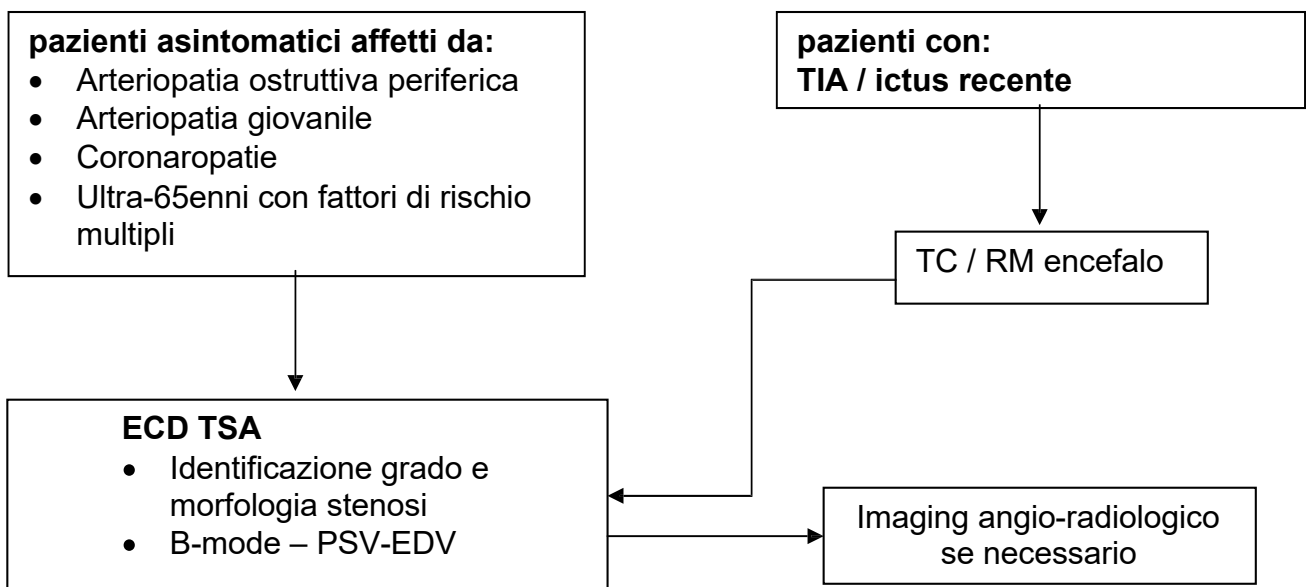 pazienti asintomatici affetti da:
• Arteriopatia ostruttiva periferica
• Arteriopatia giovanile
• Coronaropatie
• Ultra-65enni con fattori di rischio
multipli
pazienti con:
TIA / ictus recente
TC / RM encefalo
ECD TSA
• Identificazione grado e
morfologia stenosi
• B-mode – PSV-EDV
Imaging angio-radiologico
se necessario